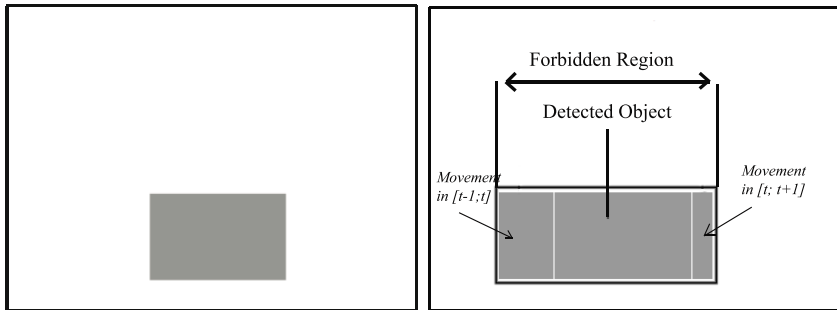 Forbidden Region
Detected Object
Movement
in [t-1;t]
Movement
in [t; t+1]